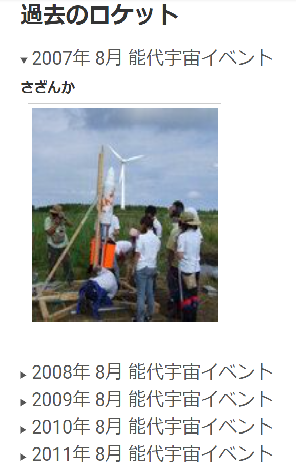 過去のロケット
▾ 2007年 8月 能代宇宙イベント
さざんか
▸ 2008年 8月 能代宇宙イベント
▸ 2009年 8月 能代宇宙イベント
▸ 2010年 8月 能代宇宙イベント
▸ 2011年 8月 能代宇宙イベント